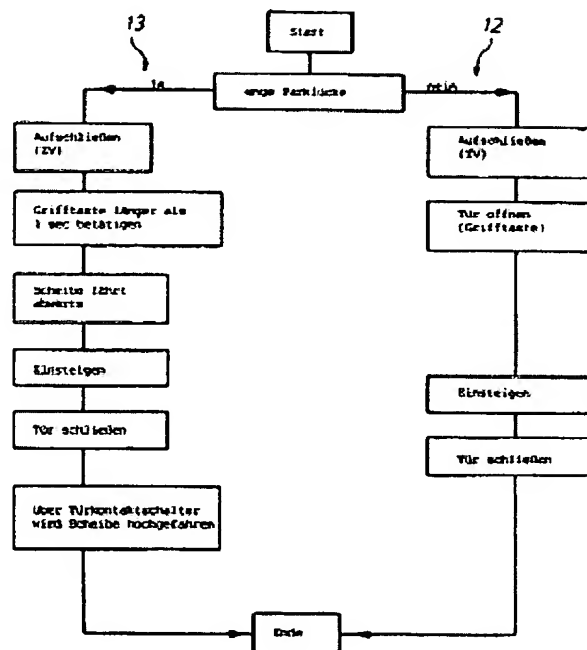 13
12
Start
ja
enge Parklücke
nein
Aufschließen
(ZV)
Grifftaste länger als
1 sec betätigen
Scheibe fährt
abwärts
Einsteigen
Tür schließen
über Türkontaktschalter
wird Scheibe hochgefahren
Aufschließen
(ZV)
Tür öffnen
(Grifftaste)
Einsteigen
Tür schließen
Ende